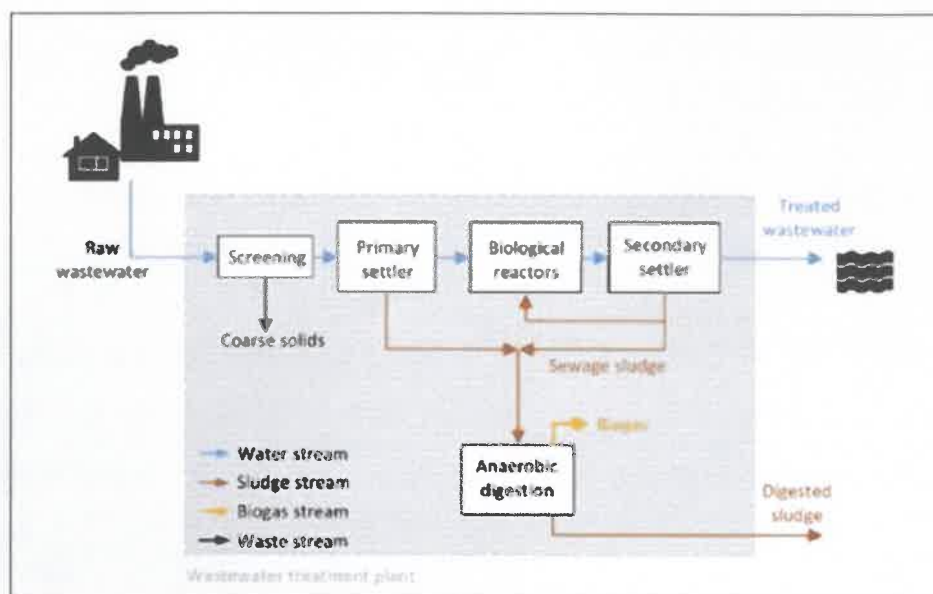 Treated
wastewater
Raw
wastewater
Screening
Primary
settler
Biological
reactors
Secondary
settler
Coarse solids
Sewage sludge
Biogas
Anaerobic
digestion
Water stream
Sludge stream
Biogas stream
Waste stream
Digested
sludge
Wastewater treatment plant